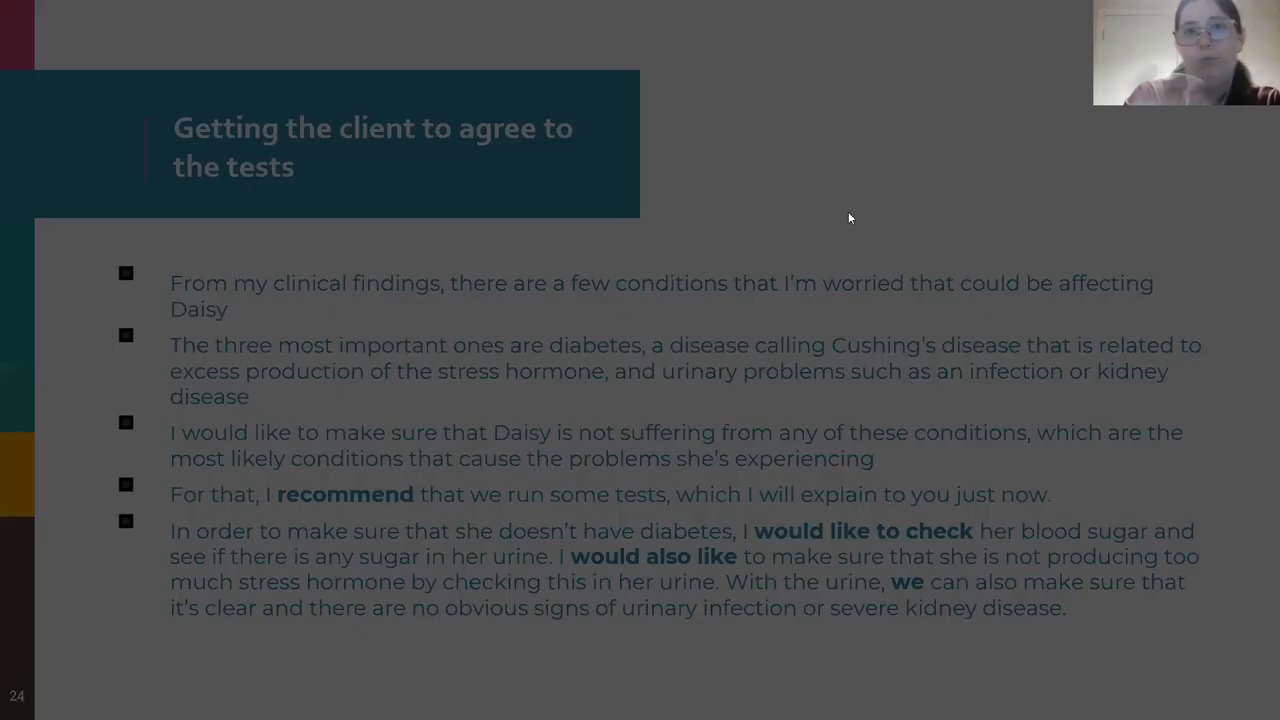 Getting the client to agree to
the tests
From my clinical findings, there are a few conditions that I'm worried that could be affecting
Daisy
The three most important ones are diabetes, a disease calling Cushing's disease that is related to
excess production of the stress hormone, and urinary problems such as an infection or kidney
disease
I would like to make sure that Daisy is not suffering from any of these conditions, which are the
most likely conditions that cause the problems she's experiencing
For that, I recommend that we run some tests, which I will explain to you just now.
In order to make sure that she doesn't have diabetes, I would like to check her blood sugar and
see if there is any sugar in her urine. I would also like to make sure that she is not producing too
much stress hormone by checking this in her urine. With the urine, we can also make sure that
it's clear and there are no obvious signs of urinary infection or severe kidney disease.
24